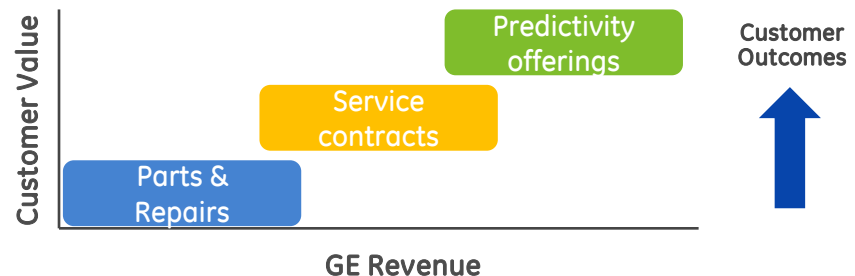 Customer Value
Predictivity
offerings
Service
contracts
Parts &
Repairs
GE Revenue
Customer
Outcomes